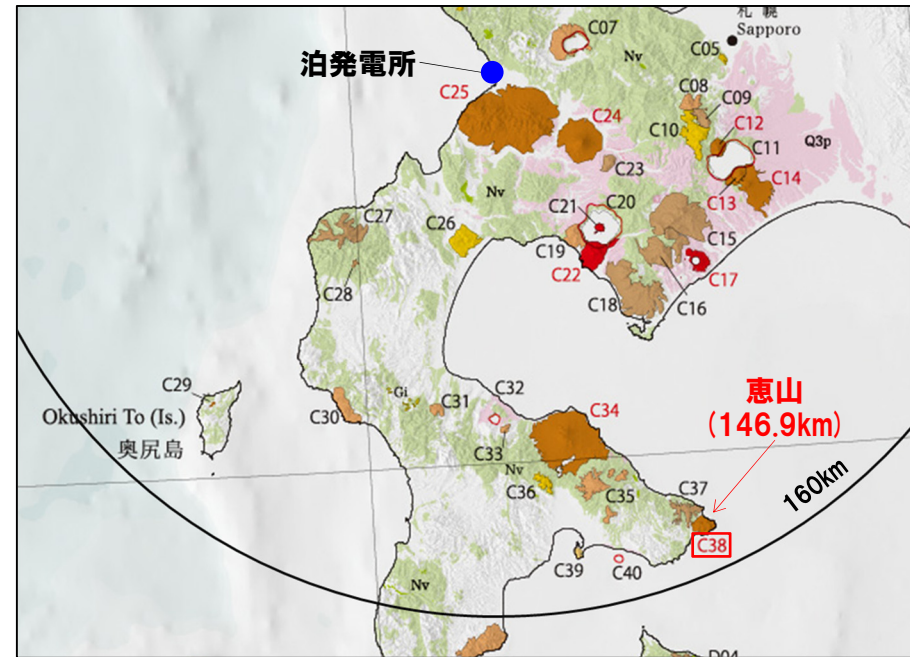 札幌
Sapporo
C07
Nv
C05
泊発電所
C25
C08
C09
C24
C10
C12
C11
Q3p
C23
C14
C13
Nv
C20
C21
C27
C26
C15
C19
C22
C17
C28
C18
C16
C29
Gi
C31
C32
C34
恵山
(146.9km)
Okushiri To (Is.)
奥尻島
C30
C33
Nv
C36
C35
C37
160km
C38
C39
C40
Nv
D04